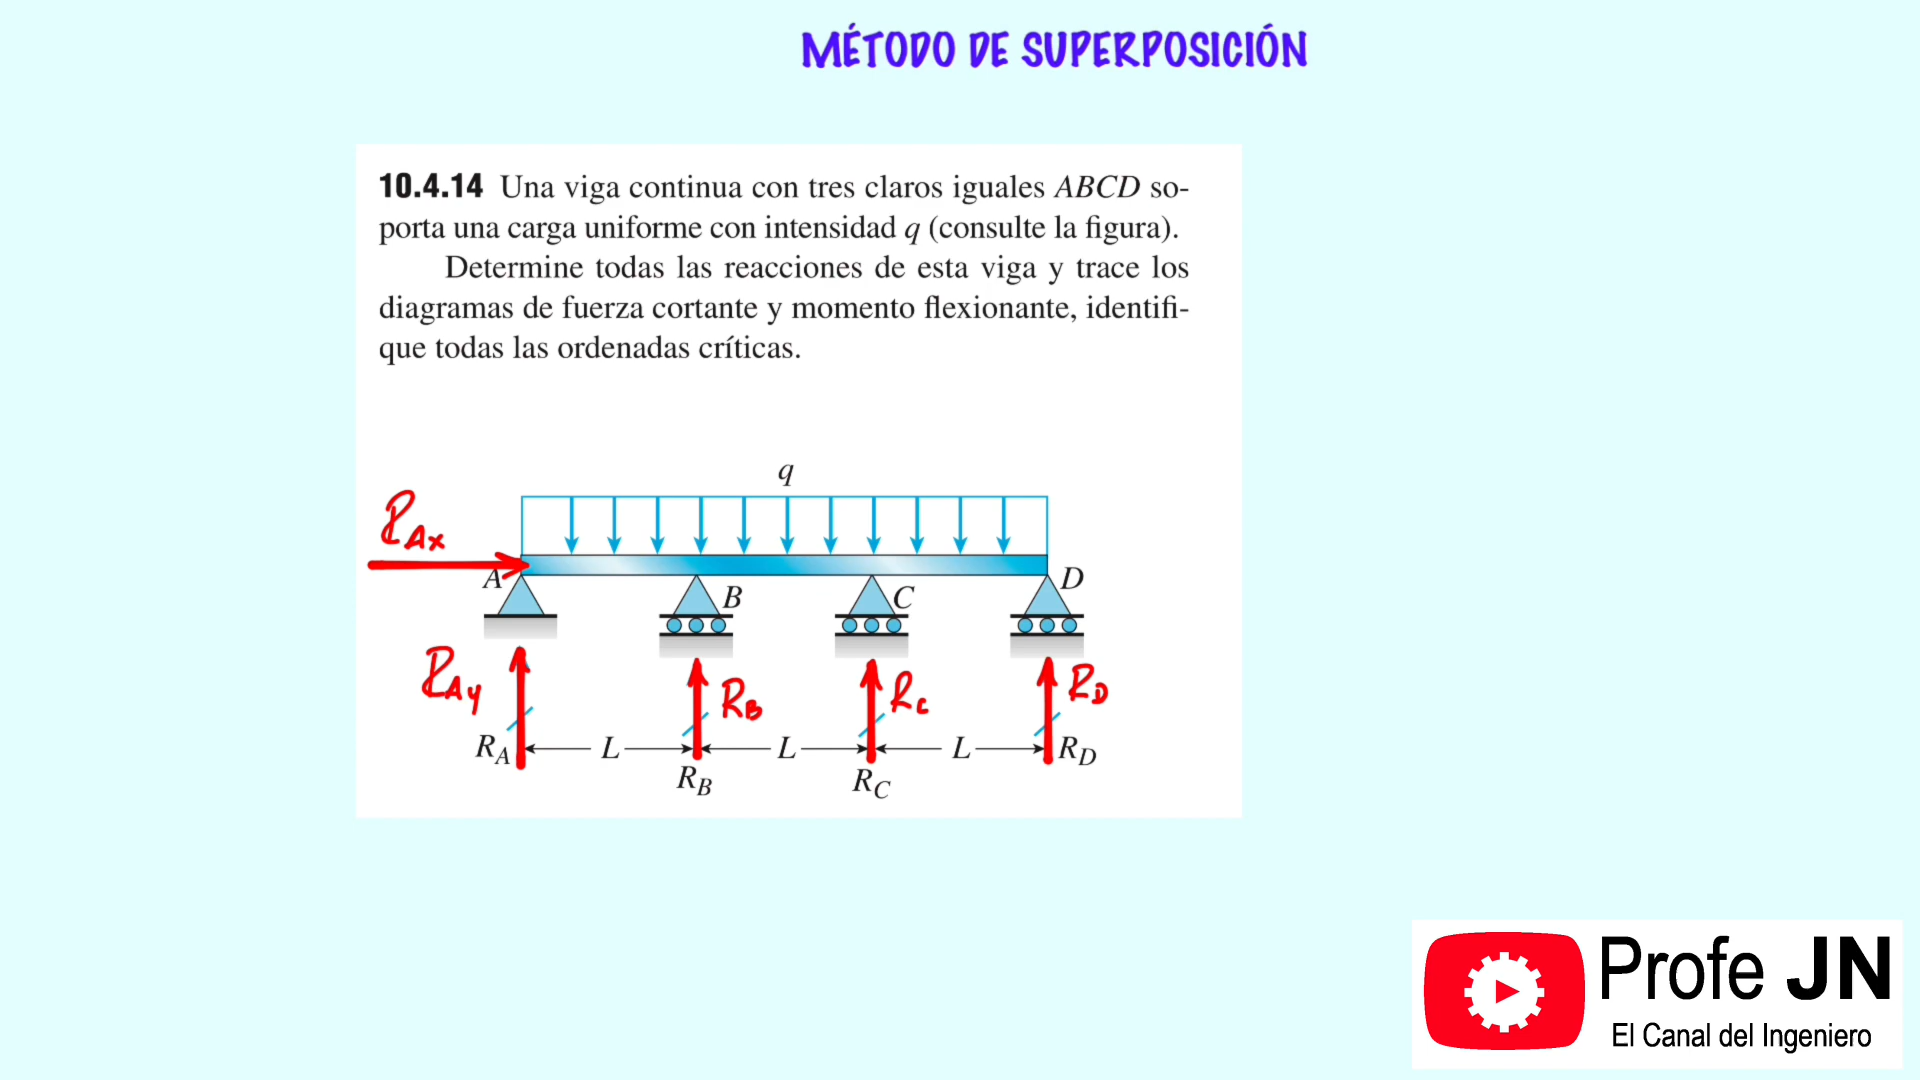 MÉTODO DE SUPERPOSICIÓN
10.4.14 Una viga continua con tres claros iguales ABCD so-
porta una carga uniforme con intensidad q (consulte la figura).
Determine todas las reacciones de esta viga y trace los
diagramas de fuerza cortante y momento flexionante, identifi-
que todas las ordenadas críticas.
q
RAx
A
B
C
D
RAy
RB
RC
RD
RA
L
L
L
RD
RB
RC
Profe JN
El Canal del Ingeniero